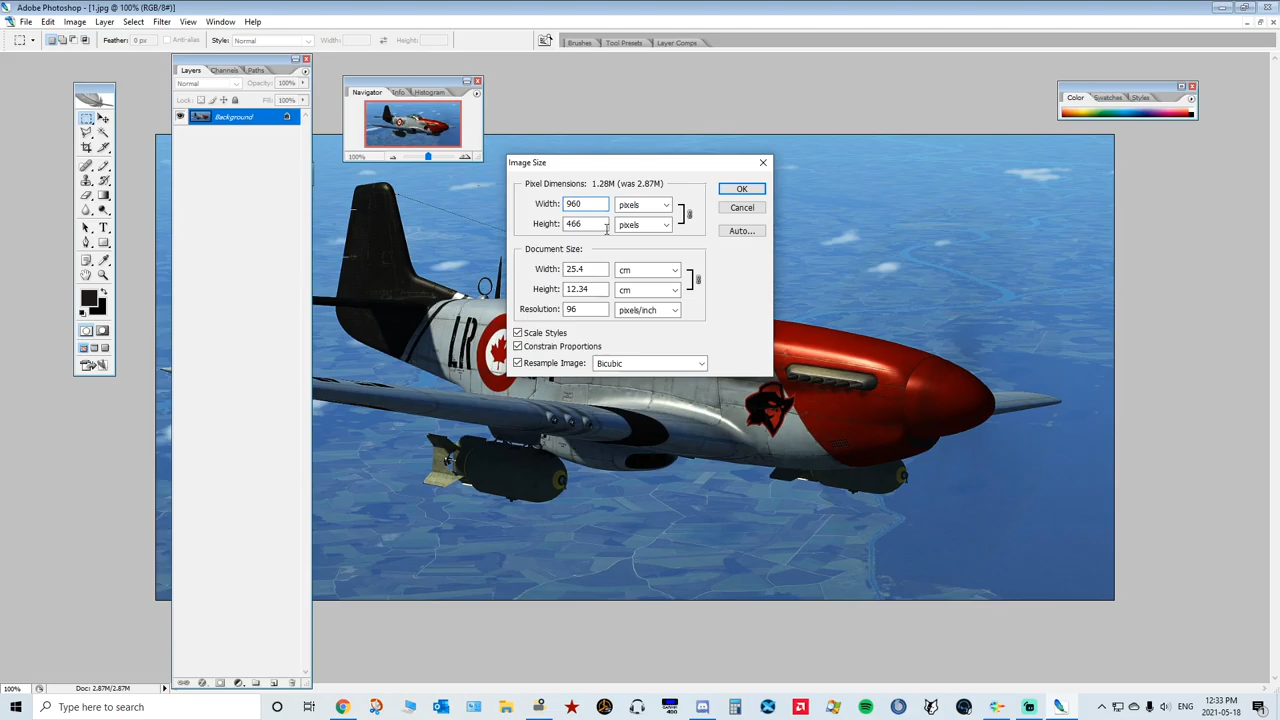 Adobe Photoshop - [1.jpg @ 100% (RGB/8#)]
File Edit Image Layer Select Filter View Window Help
Feather: 0 px Anti-alias Style: Normal Width: Height: Brushes Tool Presets Layer Comps
Layers Channels Paths
Normal Opacity: 100%
Lock: Fill: 100%
Background
Navigator Info Histogram
100%
Color Swatches Styles
Image Size
Pixel Dimensions: 1.28M (was 2.87M)
Width: 960 pixels
Height: 466 pixels
Document Size:
Width: 25.4 cm
Height: 12.34 cm
Resolution: 96 pixels/inch
Scale Styles
Constrain Proportions
Resample Image: Bicubic
OK
Cancel
Auto...
100% Doc: 2.87M/2.87M
Type here to search
ENG
12:33 PM
2021-05-18